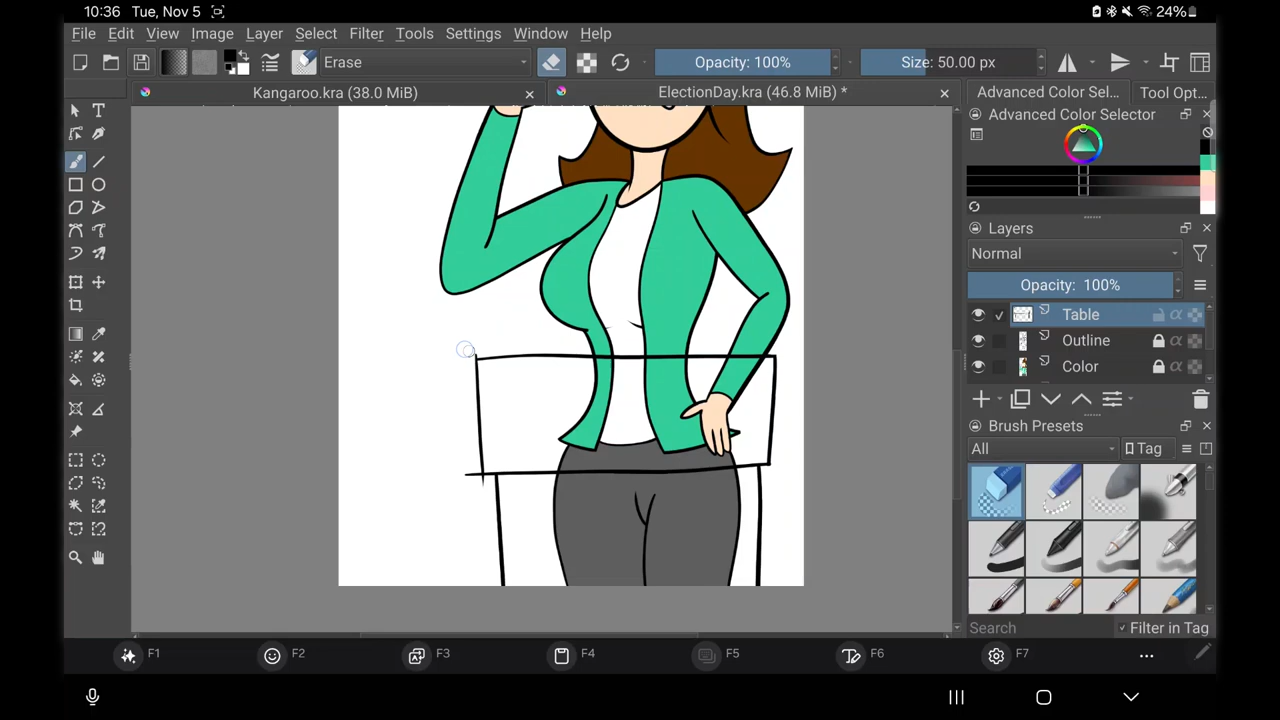 10:36 Tue, Nov 5 24%
File Edit View Image Layer Select Filter Tools Settings Window Help
Erase Opacity: 100% Size: 50.00 px
Kangaroo.kra (38.0 MiB) ElectionDay.kra (46.8 MiB) * Advanced Color Sel... Tool Opt...
Advanced Color Selector
Layers
Normal
Opacity: 100%
Table
Outline
Color
Brush Presets
All Tag
Search Filter in Tag
F1 F2 F3 F4 F5 F6 F7